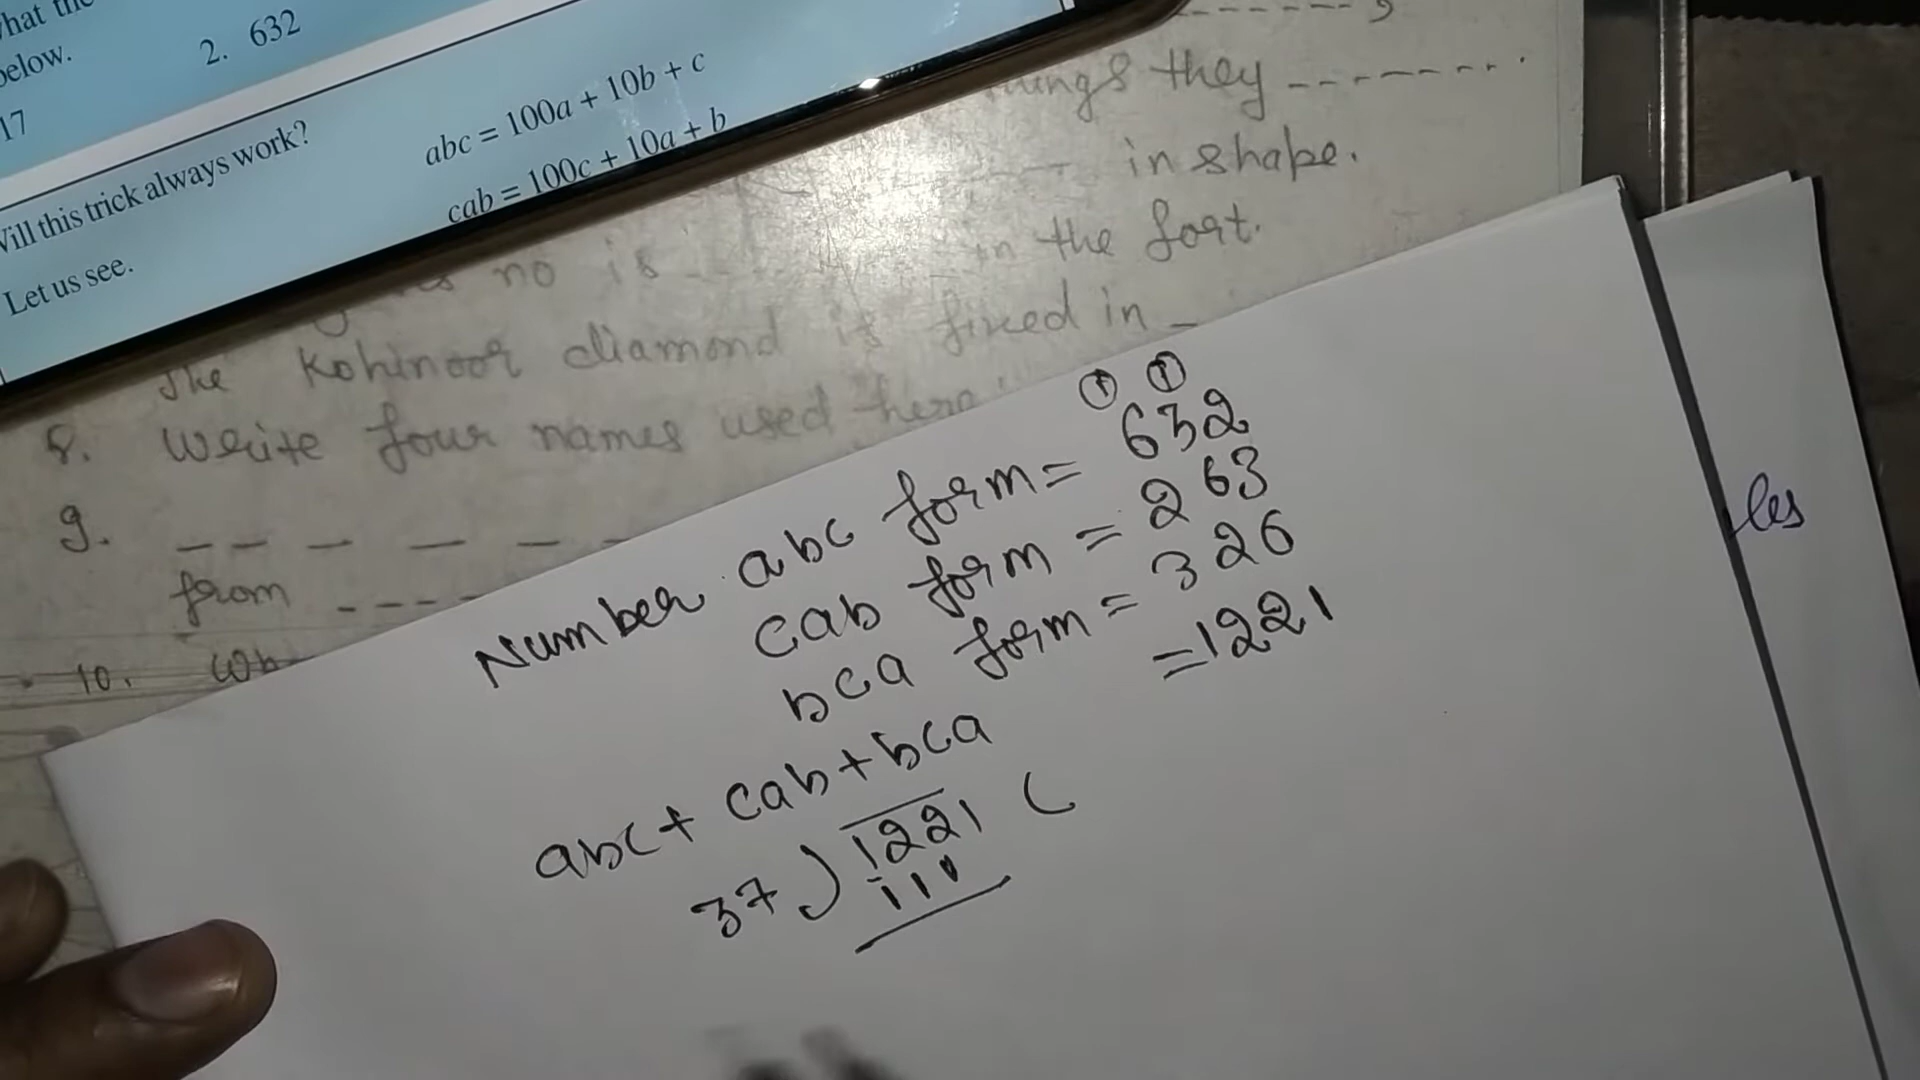 below.
2. 632
17
Will this trick always work?
abc = 100a + 10b + c
Let us see.
cab = 100c + 10a + b
things they --------.
in shape.
no is in the fort.
The Kohinoor diamond is fixed in -
8. Write four names used here
9. — — — — — —
from ----
10.
Number abc form = 632
cab form = 263
bca form = 326
= 1221
abc + cab + bca
37 ) 1221 (
111
les